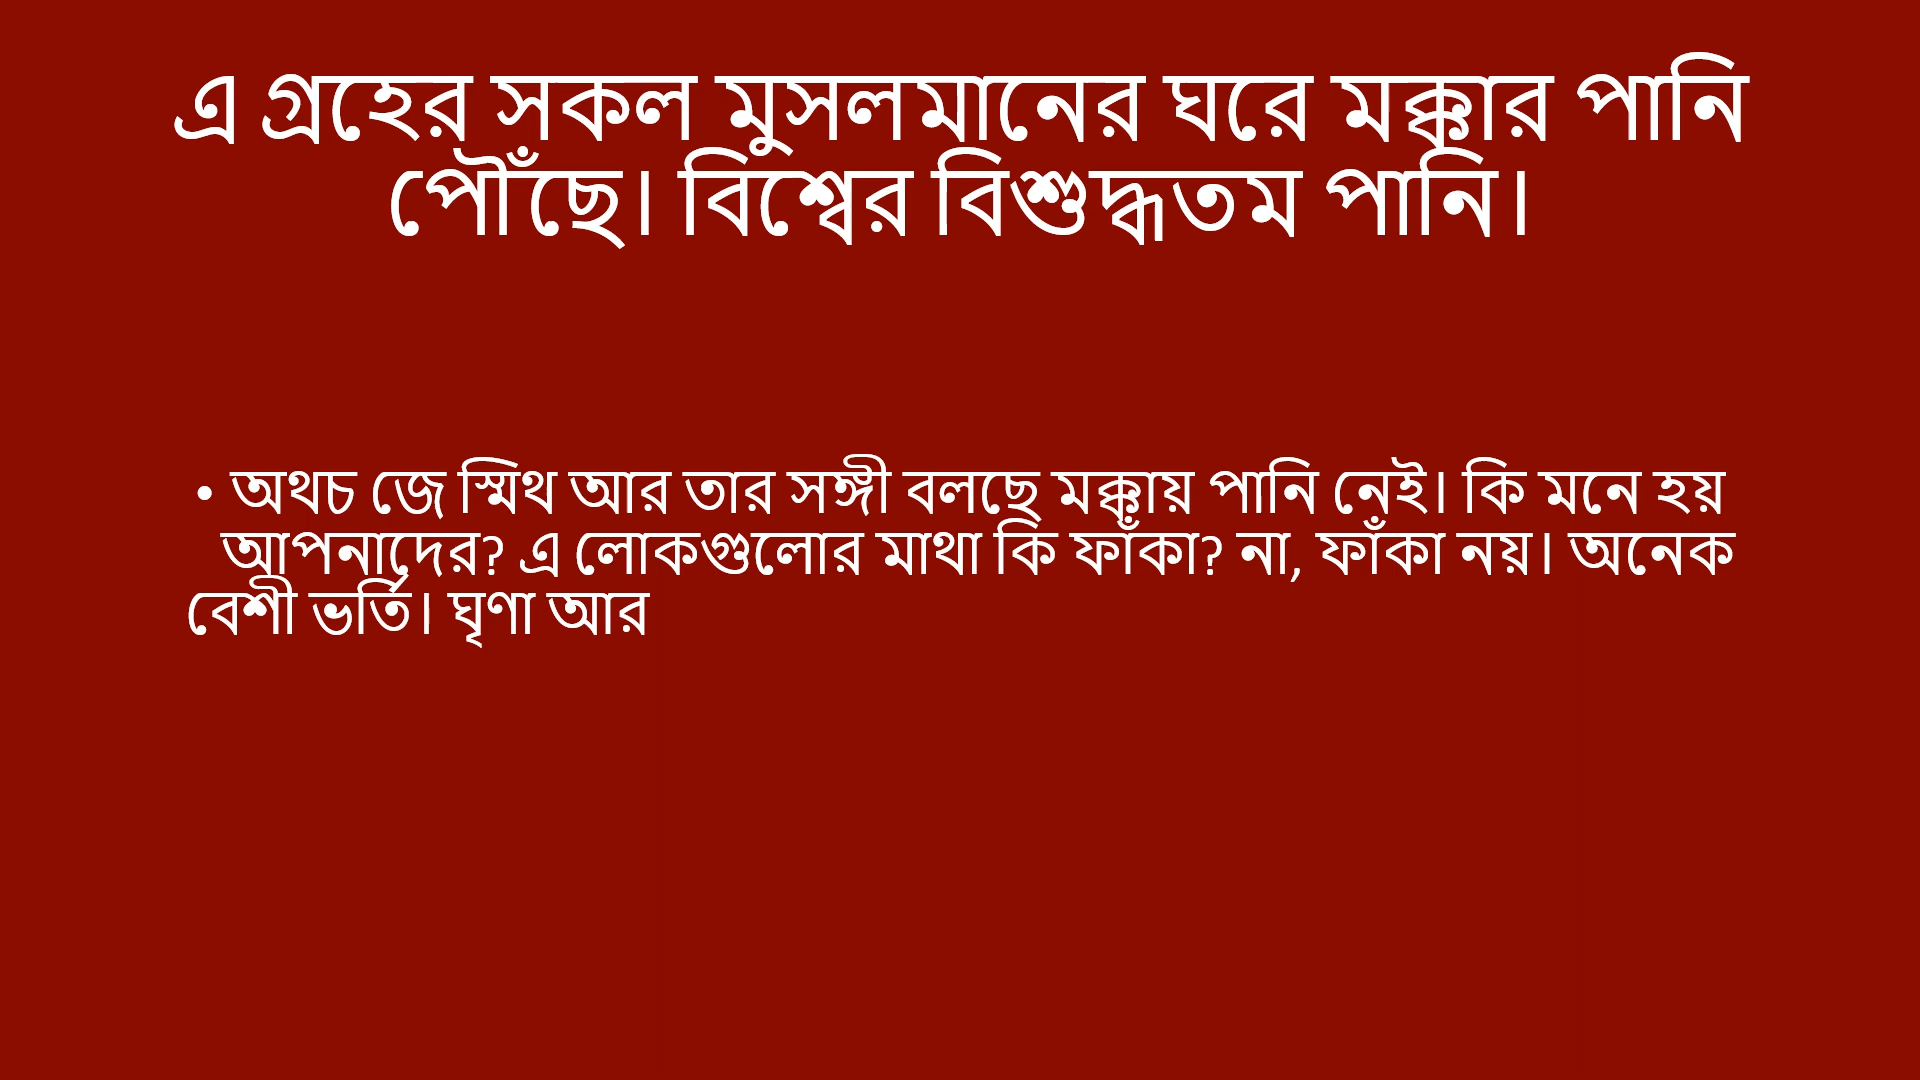 এ গ্রহের সকল মুসলমানের ঘরে মক্কার পানি
পৌঁছে। বিশ্বের বিশুদ্ধতম পানি।
• অথচ জে স্মিথ আর তার সঙ্গী বলছে মক্কায় পানি নেই। কি মনে হয়
আপনাদের? এ লোকগুলোর মাথা কি ফাঁকা? না, ফাঁকা নয়। অনেক
বেশী ভর্তি। ঘৃণা আর